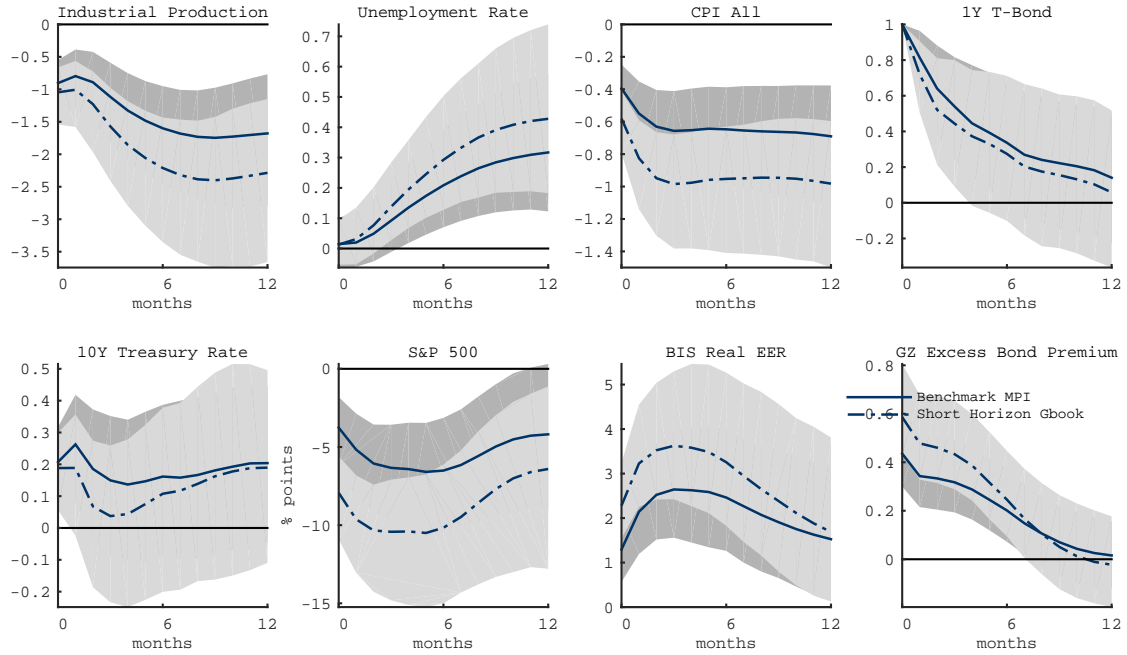 Industrial Production
0
-0.5
-1
-1.5
-2
-2.5
-3
-3.5
0 6 12
months
Unemployment Rate
0.7
0.6
0.5
0.4
0.3
0.2
0.1
0
0 6 12
months
CPI All
0
-0.2
-0.4
-0.6
-0.8
-1
-1.2
-1.4
0 6 12
months
1Y T-Bond
1
0.8
0.6
0.4
0.2
0
-0.2
0 6 12
months
10Y Treasury Rate
0.5
0.4
0.3
0.2
0.1
0
-0.1
-0.2
0 6 12
months
S&P 500
% points
0
-5
-10
-15
0 6 12
months
BIS Real EER
5
4
3
2
1
0
0 6 12
months
GZ Excess Bond Premium
0.8
0.6
0.4
0.2
0
0 6 12
months
Benchmark MPI
Short Horizon Gbook